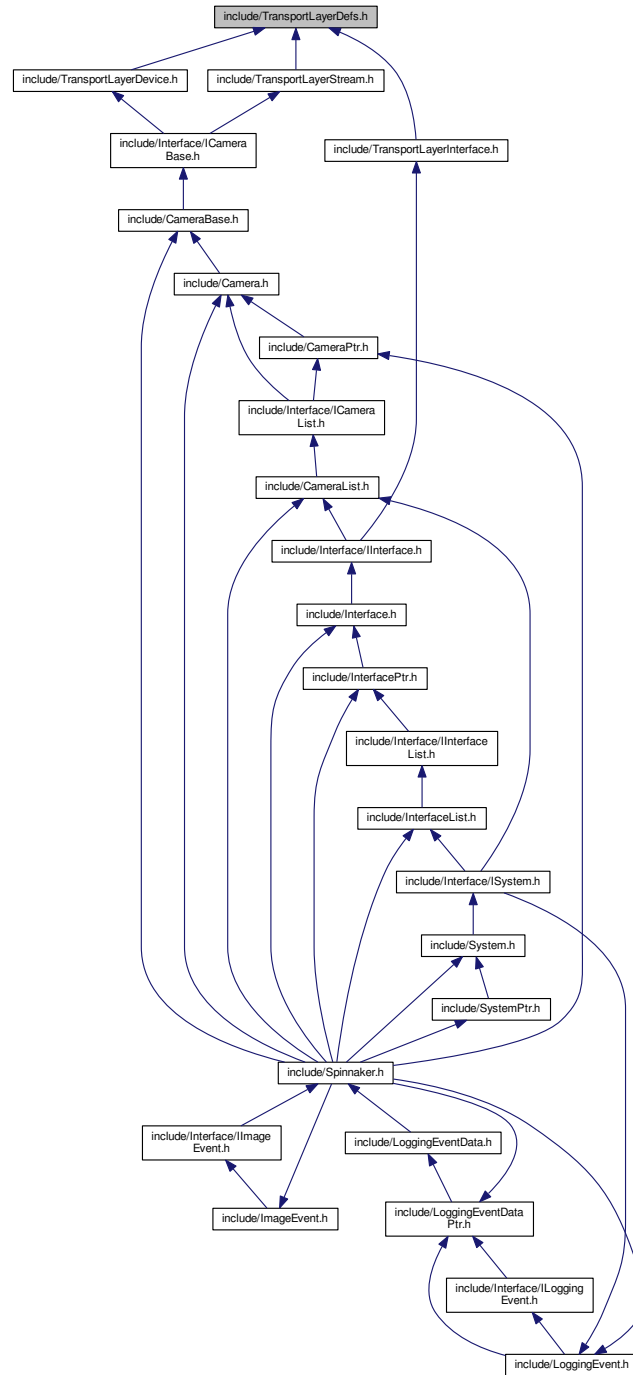 include/TransportLayerDefs.h
include/TransportLayerDevice.h
include/TransportLayerStream.h
include/Interface/ICamera
Base.h
include/TransportLayerInterface.h
include/CameraBase.h
include/Camera.h
include/CameraPtr.h
include/Interface/ICamera
List.h
include/CameraList.h
include/Interface/IInterface.h
include/Interface.h
include/InterfacePtr.h
include/Interface/IInterface
List.h
include/InterfaceList.h
include/Interface/ISystem.h
include/System.h
include/SystemPtr.h
include/Spinnaker.h
include/Interface/IImage
Event.h
include/LoggingEventData.h
include/ImageEvent.h
include/LoggingEventData
Ptr.h
include/Interface/ILogging
Event.h
include/LoggingEvent.h